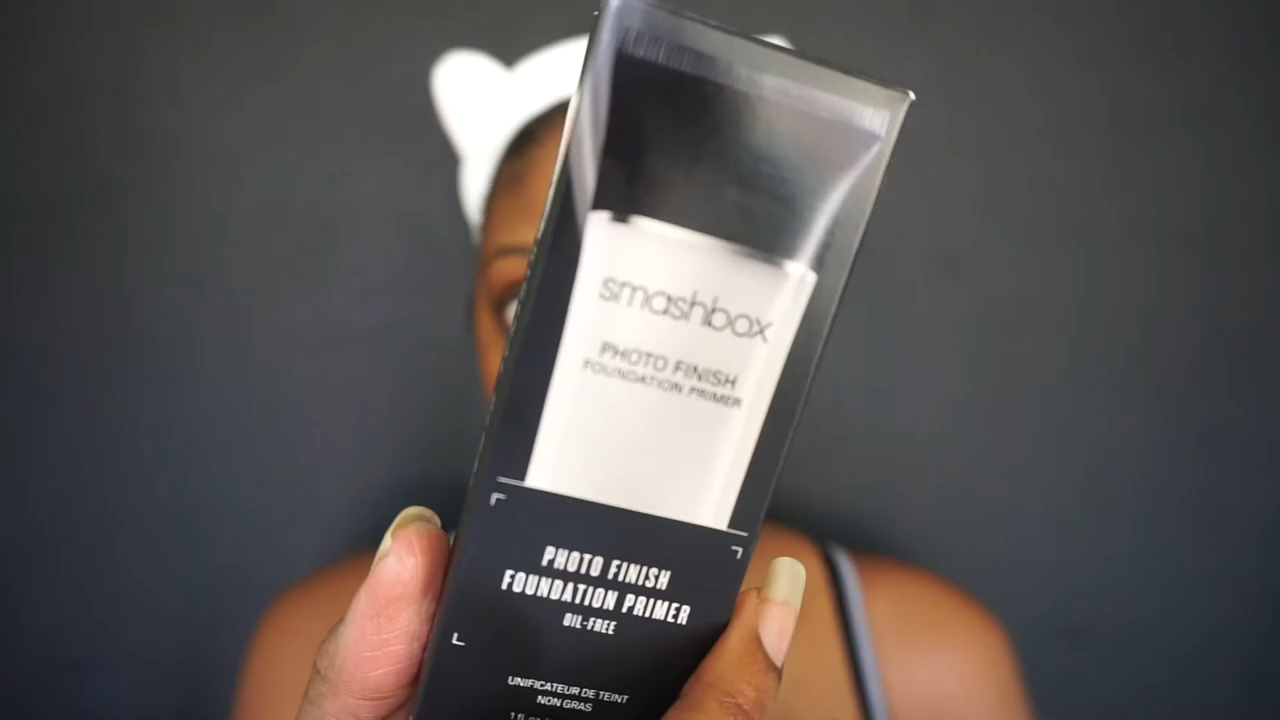 smashbox
PHOTO FINISH
FOUNDATION PRIMER
PHOTO FINISH
FOUNDATION PRIMER
OIL-FREE
UNIFICATEUR DE TEINT
NON GRAS